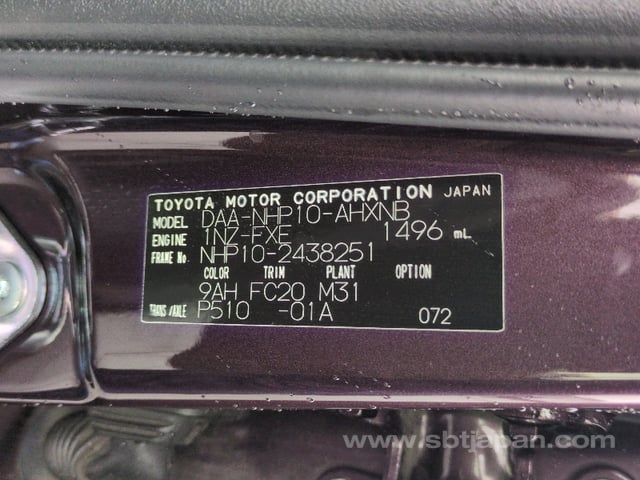 TOYOTA MOTOR CORPORATION JAPAN
MODEL DAA-NHP10-AHXNB
ENGINE 1NZ-FXE 1496 mL
FRAME No. NHP10-2438251
COLOR TRIM PLANT OPTION
9AH FC20 M31
TRANS/AXLE P510 -01A 072
www.sbtjapan.com